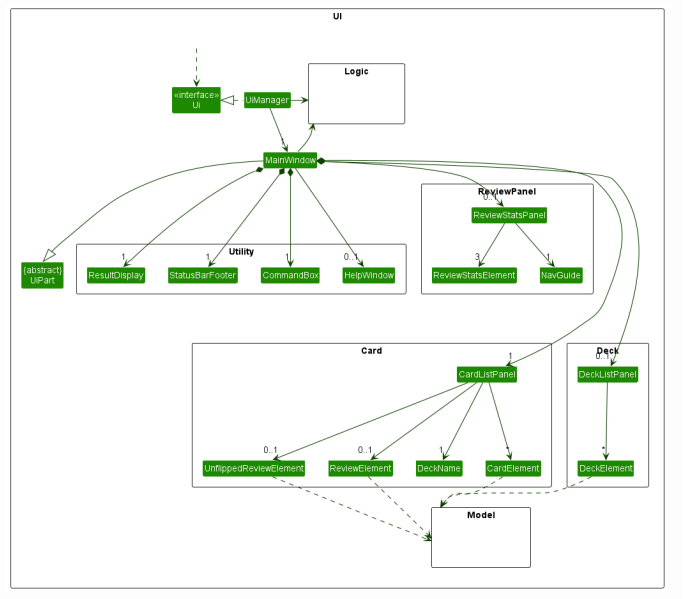 UI
Logic
«interface»
Ui
UiManager
1
MainWindow
ReviewPanel
0..1
ReviewStatsPanel
Utility
{abstract}
UiPart
1
ResultDisplay
1
StatusBarFooter
1
CommandBox
0..1
HelpWindow
3
ReviewStatsElement
1
NavGuide
Card
1
CardListPanel
Deck
0..1
DeckListPanel
0..1
UnflippedReviewElement
0..1
ReviewElement
1
DeckName
*
CardElement
*
DeckElement
Model